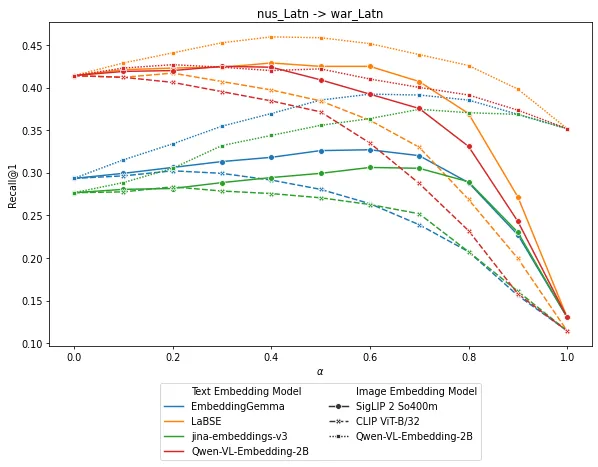 nus_Latn -> war_Latn
Recall@1
0.45
0.40
0.35
0.30
0.25
0.20
0.15
0.10
0.0 0.2 0.4 0.6 0.8 1.0
α
Text Embedding Model
EmbeddingGemma
LaBSE
jina-embeddings-v3
Qwen-VL-Embedding-2B
Image Embedding Model
SigLIP 2 So400m
CLIP ViT-B/32
Qwen-VL-Embedding-2B